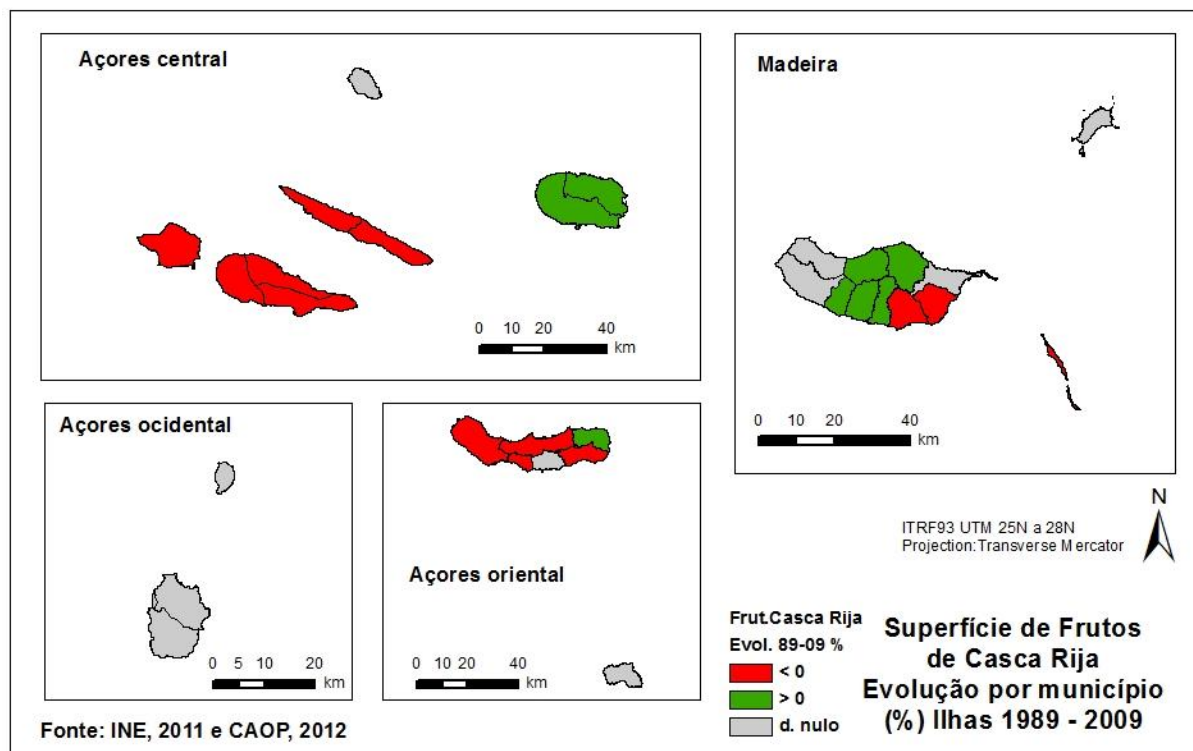 Açores central
0 10 20 40
km
Madeira
0 10 20 40
km
Açores ocidental
0 5 10 20
km
Açores oriental
0 10 20 40
km
N
ITRF93 UTM 25N a 28N
Projection:Transverse Mercator
Frut.Casca Rija
Evol. 89-09 %
< 0
> 0
d. nulo
Superfície de Frutos
de Casca Rija
Evolução por município
(%) Ilhas 1989 - 2009
Fonte: INE, 2011 e CAOP, 2012